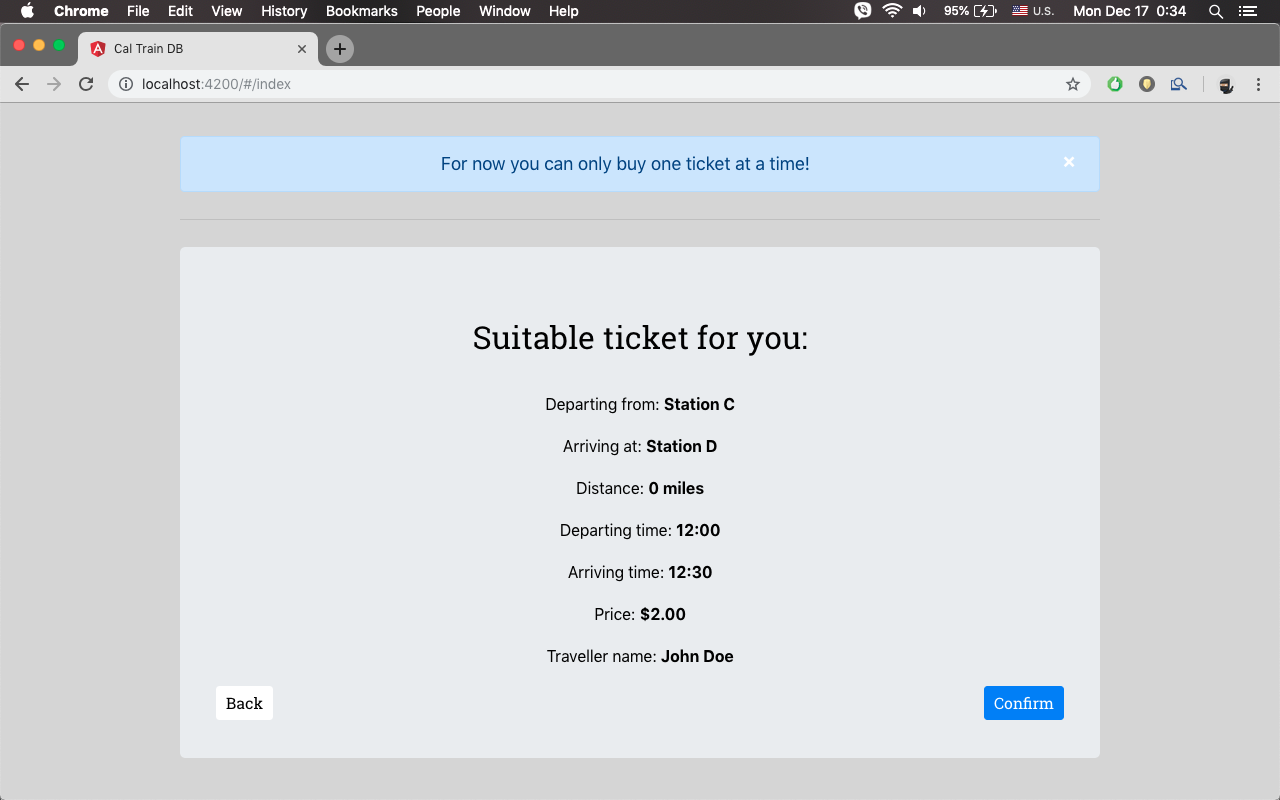 Chrome File Edit View History Bookmarks People Window Help 95% U.S. Mon Dec 17 0:34
Cal Train DB
localhost:4200/#/index
For now you can only buy one ticket at a time!
Suitable ticket for you:
Departing from: Station C
Arriving at: Station D
Distance: 0 miles
Departing time: 12:00
Arriving time: 12:30
Price: $2.00
Traveller name: John Doe
Back Confirm